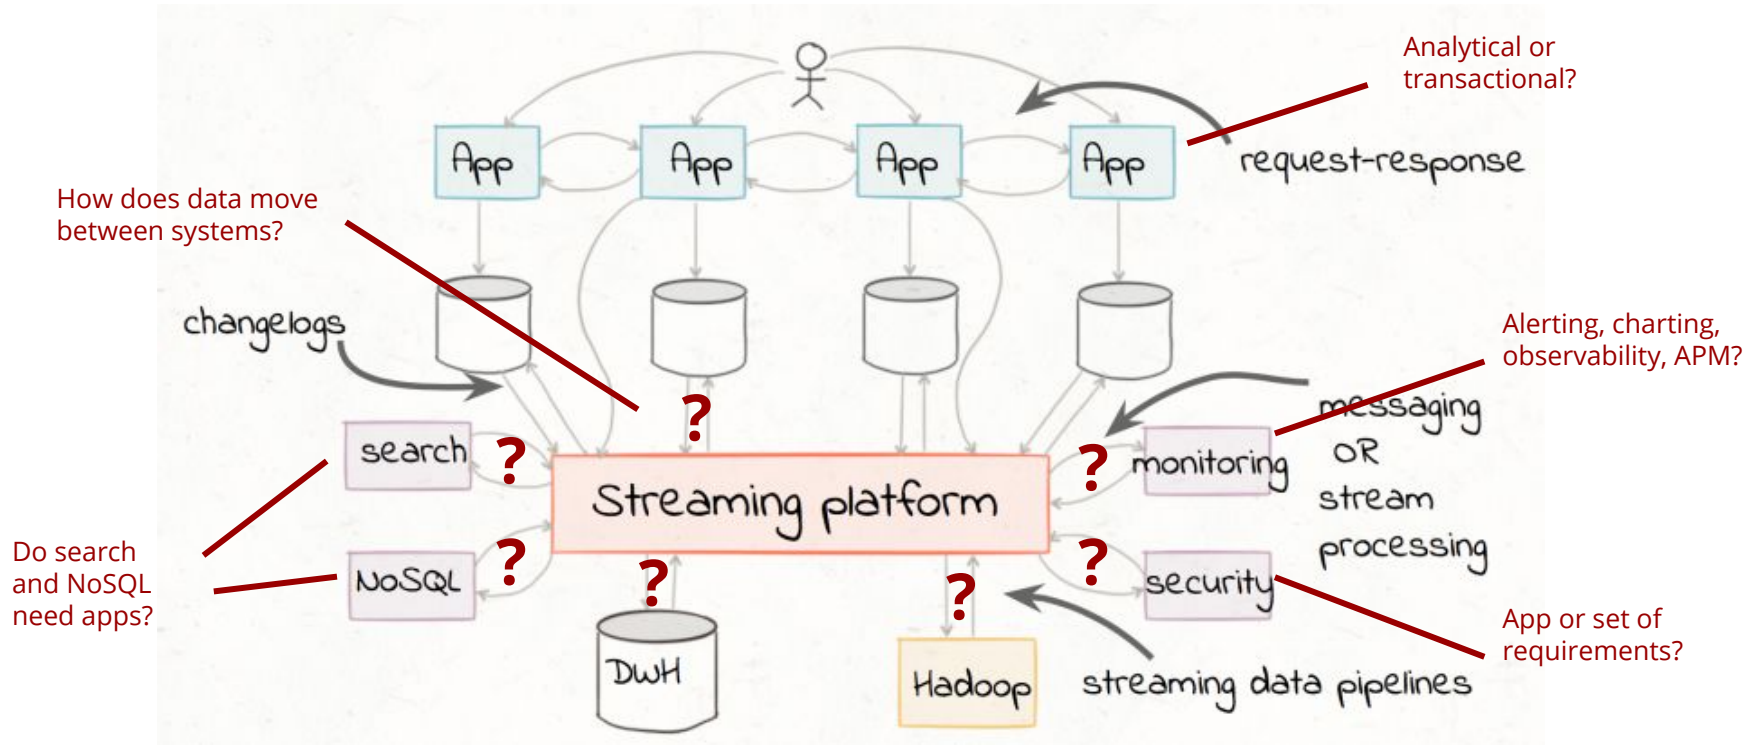 Analytical or
transactional?
App
App
App
App
request-response
How does data move
between systems?
changelogs
Alerting, charting,
observability, APM?
messaging
OR
stream
processing
?
search
?
?
monitoring
Streaming platform
Do search
and NoSQL
need apps?
NoSQL
?
?
?
?
security
DWH
Hadoop
streaming data pipelines
App or set of
requirements?